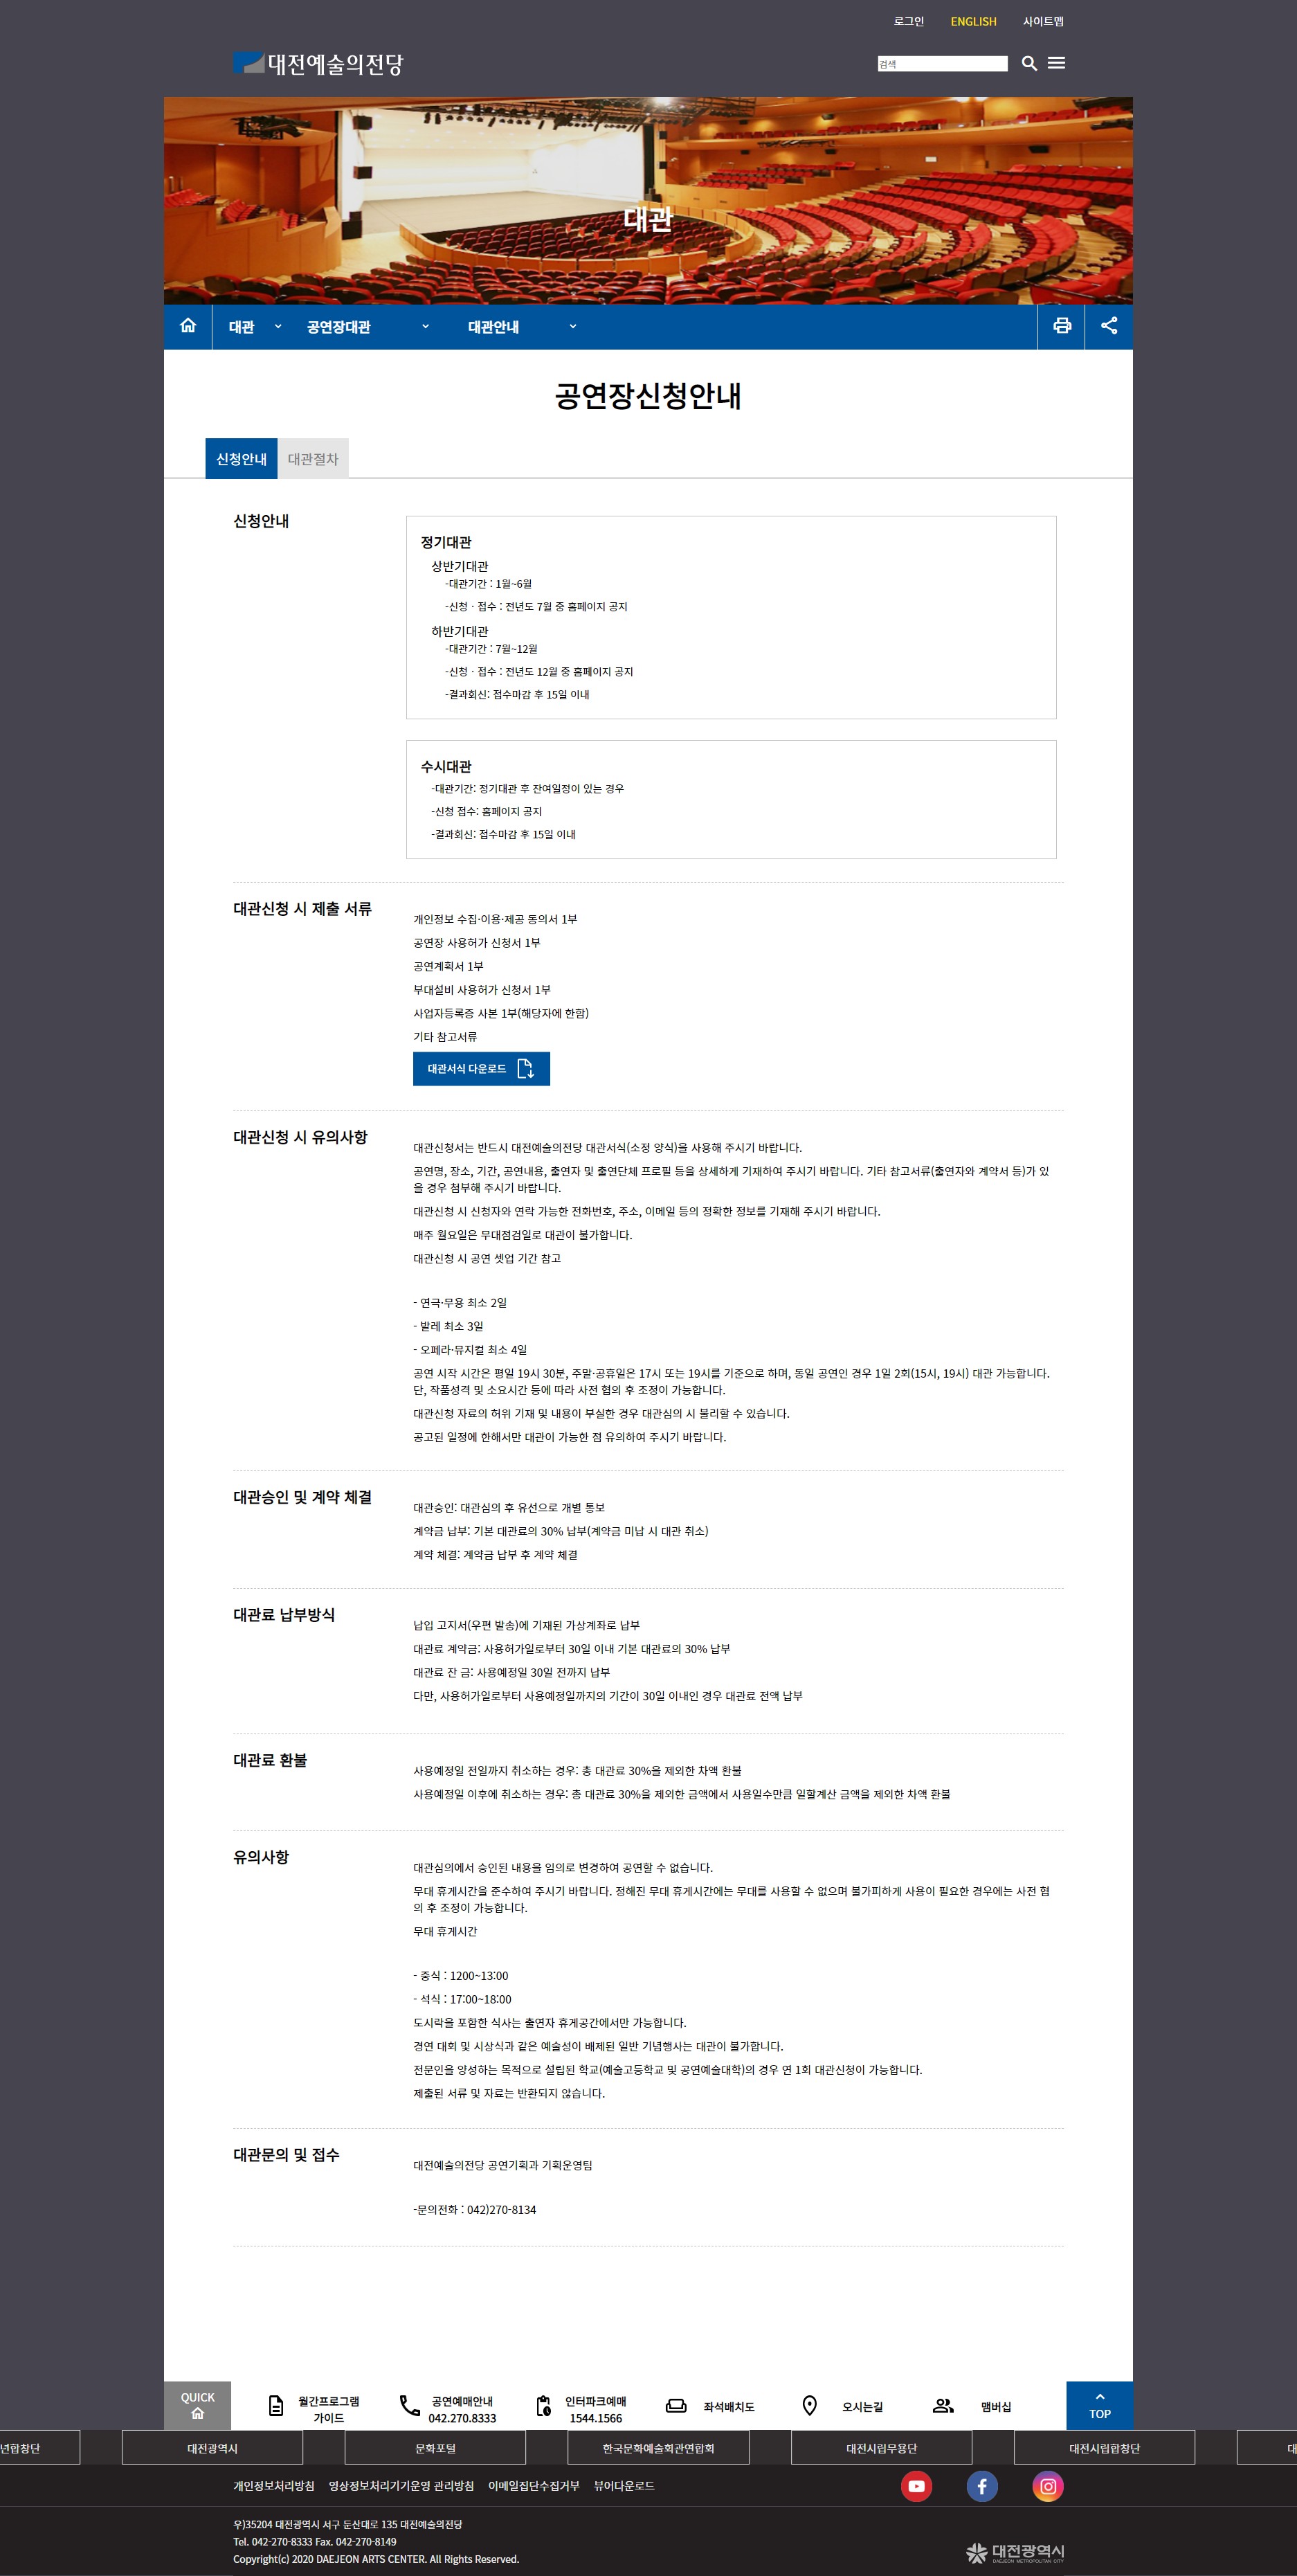 로그인 ENGLISH 사이트맵
대전예술의전당
검색
대관
대관 공연장대관 대관안내
공연장신청안내
신청안내 대관절차
신청안내
정기대관
상반기대관
-대관기간 : 1월~6월
-신청 · 접수 : 전년도 7월 중 홈페이지 공지
하반기대관
-대관기간 : 7월~12월
-신청 · 접수 : 전년도 12월 중 홈페이지 공지
-결과회신: 접수마감 후 15일 이내
수시대관
-대관기간: 정기대관 후 잔여일정이 있는 경우
-신청 접수: 홈페이지 공지
-결과회신: 접수마감 후 15일 이내
대관신청 시 제출 서류
개인정보 수집·이용·제공 동의서 1부
공연장 사용허가 신청서 1부
공연계획서 1부
부대설비 사용허가 신청서 1부
사업자등록증 사본 1부(해당자에 한함)
기타 참고서류
대관서식 다운로드
대관신청 시 유의사항
대관신청서는 반드시 대전예술의전당 대관서식(소정 양식)을 사용해 주시기 바랍니다.
공연명, 장소, 기간, 공연내용, 출연자 및 출연단체 프로필 등을 상세하게 기재하여 주시기 바랍니다. 기타 참고서류(출연자와 계약서 등)가 있
을 경우 첨부해 주시기 바랍니다.
대관신청 시 신청자와 연락 가능한 전화번호, 주소, 이메일 등의 정확한 정보를 기재해 주시기 바랍니다.
매주 월요일은 무대점검일로 대관이 불가합니다.
대관신청 시 공연 셋업 기간 참고
- 연극·무용 최소 2일
- 발레 최소 3일
- 오페라·뮤지컬 최소 4일
공연 시작 시간은 평일 19시 30분, 주말·공휴일은 17시 또는 19시를 기준으로 하며, 동일 공연인 경우 1일 2회(15시, 19시) 대관 가능합니다.
단, 작품성격 및 소요시간 등에 따라 사전 협의 후 조정이 가능합니다.
대관신청 자료의 허위 기재 및 내용이 부실한 경우 대관심의 시 불리할 수 있습니다.
공고된 일정에 한해서만 대관이 가능한 점 유의하여 주시기 바랍니다.
대관승인 및 계약 체결
대관승인: 대관심의 후 유선으로 개별 통보
계약금 납부: 기본 대관료의 30% 납부(계약금 미납 시 대관 취소)
계약 체결: 계약금 납부 후 계약 체결
대관료 납부방식
납입 고지서(우편 발송)에 기재된 가상계좌로 납부
대관료 계약금: 사용허가일로부터 30일 이내 기본 대관료의 30% 납부
대관료 잔 금: 사용예정일 30일 전까지 납부
다만, 사용허가일로부터 사용예정일까지의 기간이 30일 이내인 경우 대관료 전액 납부
대관료 환불
사용예정일 전일까지 취소하는 경우: 총 대관료 30%을 제외한 차액 환불
사용예정일 이후에 취소하는 경우: 총 대관료 30%을 제외한 금액에서 사용일수만큼 일할계산 금액을 제외한 차액 환불
유의사항
대관심의에서 승인된 내용을 임의로 변경하여 공연할 수 없습니다.
무대 휴게시간을 준수하여 주시기 바랍니다. 정해진 무대 휴게시간에는 무대를 사용할 수 없으며 불가피하게 사용이 필요한 경우에는 사전 협
의 후 조정이 가능합니다.
무대 휴게시간
- 중식 : 1200~13:00
- 석식 : 17:00~18:00
도시락을 포함한 식사는 출연자 휴게공간에서만 가능합니다.
경연 대회 및 시상식과 같은 예술성이 배제된 일반 기념행사는 대관이 불가합니다.
전문인을 양성하는 목적으로 설립된 학교(예술고등학교 및 공연예술대학)의 경우 연 1회 대관신청이 가능합니다.
제출된 서류 및 자료는 반환되지 않습니다.
대관문의 및 접수
대전예술의전당 공연기획과 기획운영팀
-문의전화 : 042)270-8134
QUICK
월간프로그램
가이드
공연예매안내
042.270.8333
인터파크예매
1544.1566
좌석배치도
오시는길
맴버십
TOP
년합창단 대전광역시 문화포털 한국문화예술회관연합회 대전시립무용단 대전시립합창단 대
개인정보처리방침 영상정보처리기기운영 관리방침 이메일집단수집거부 뷰어다운로드
우)35204 대전광역시 서구 둔산대로 135 대전예술의전당
Tel. 042-270-8333 Fax. 042-270-8149
Copyright(c) 2020 DAEJEON ARTS CENTER. All Rights Reserved.
대전광역시
DAEJEON METROPOLITAN CITY